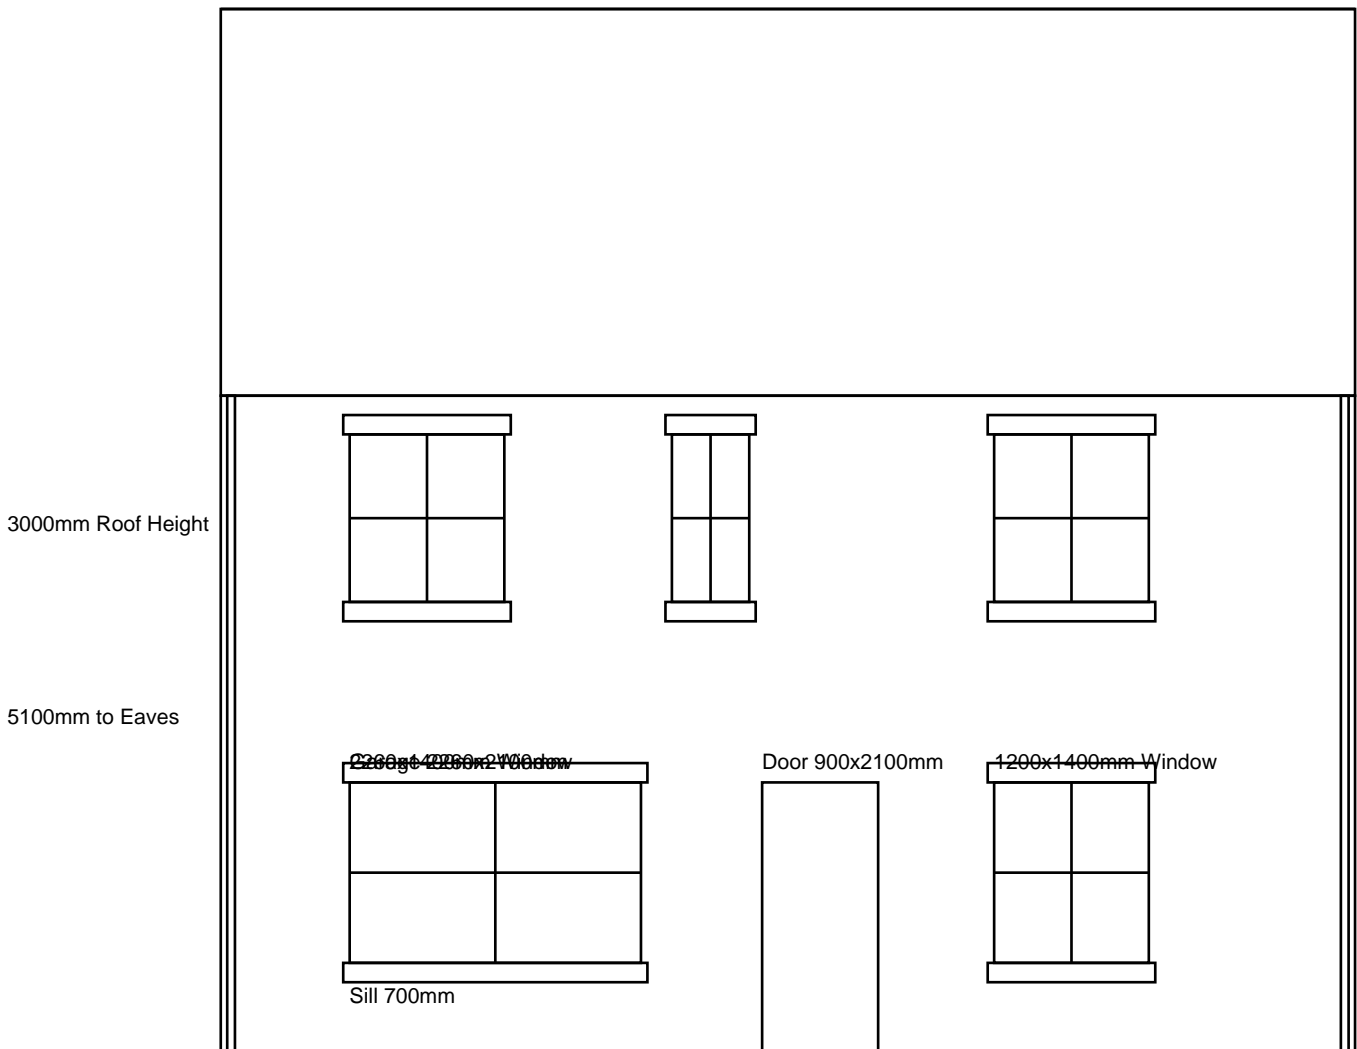 3000mm Roof Height
5100mm to Eaves
Door 900x2100mm
1200x1400mm Window
Sill 700mm